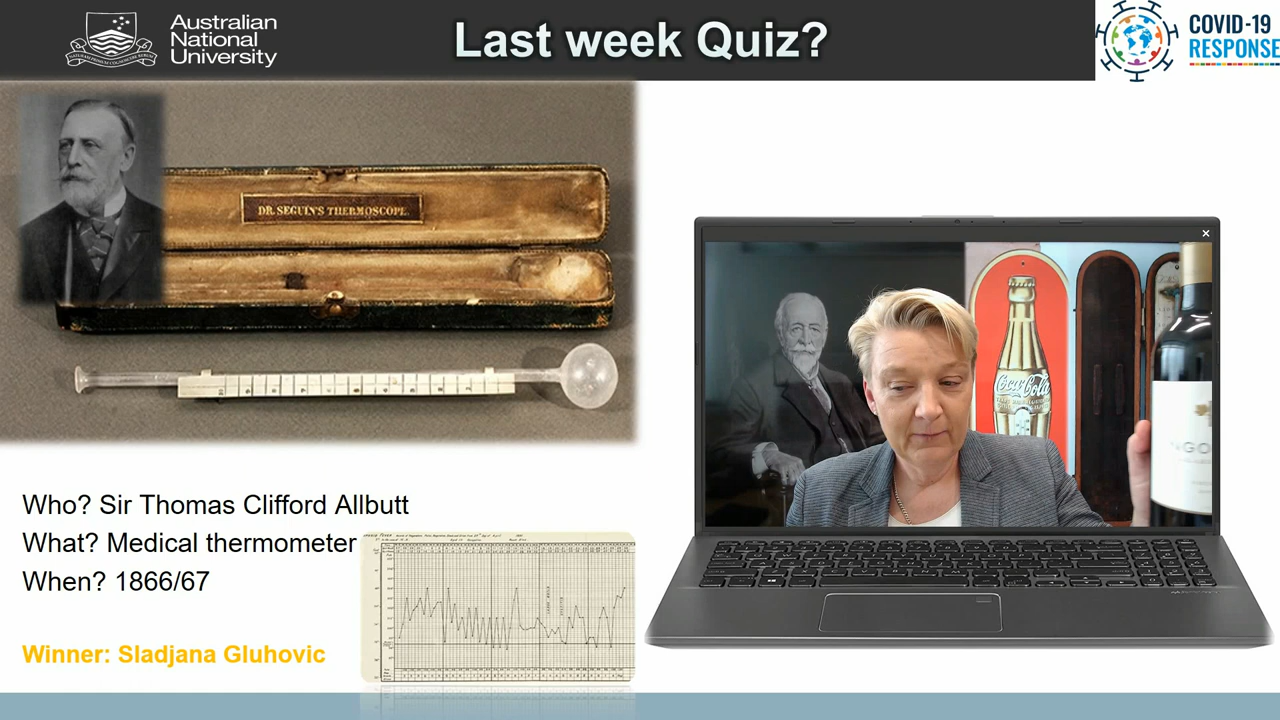 Australian
National
University
Last week Quiz?
COVID-19
RESPONSE
DR. SEGUIN'S THERMOSCOPE.
Coca-Cola
Who? Sir Thomas Clifford Allbutt
What? Medical thermometer
When? 1866/67
Winner: Sladjana Gluhovic